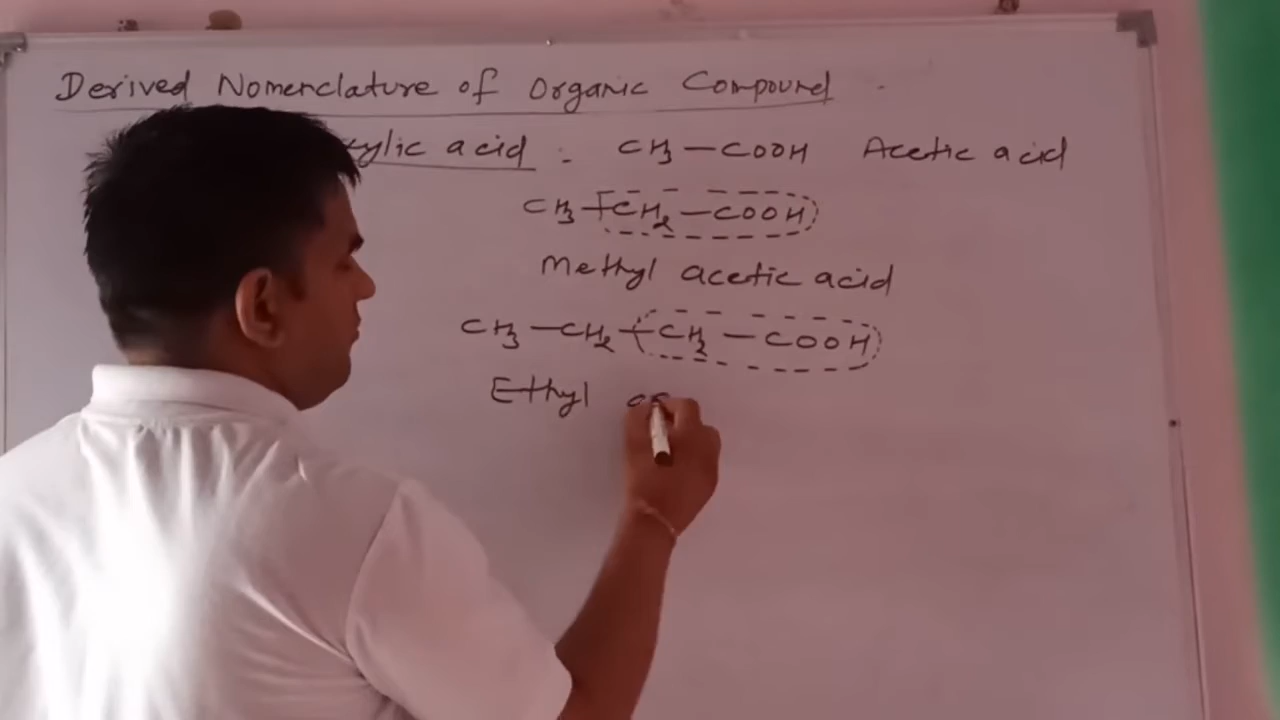 Derived Nomenclature of Organic Compound
xylic acid : CH3-COOH Acetic acid
CH3-CH2-COOH
Methyl acetic acid
CH3-CH2-CH2-COOH
Ethyl